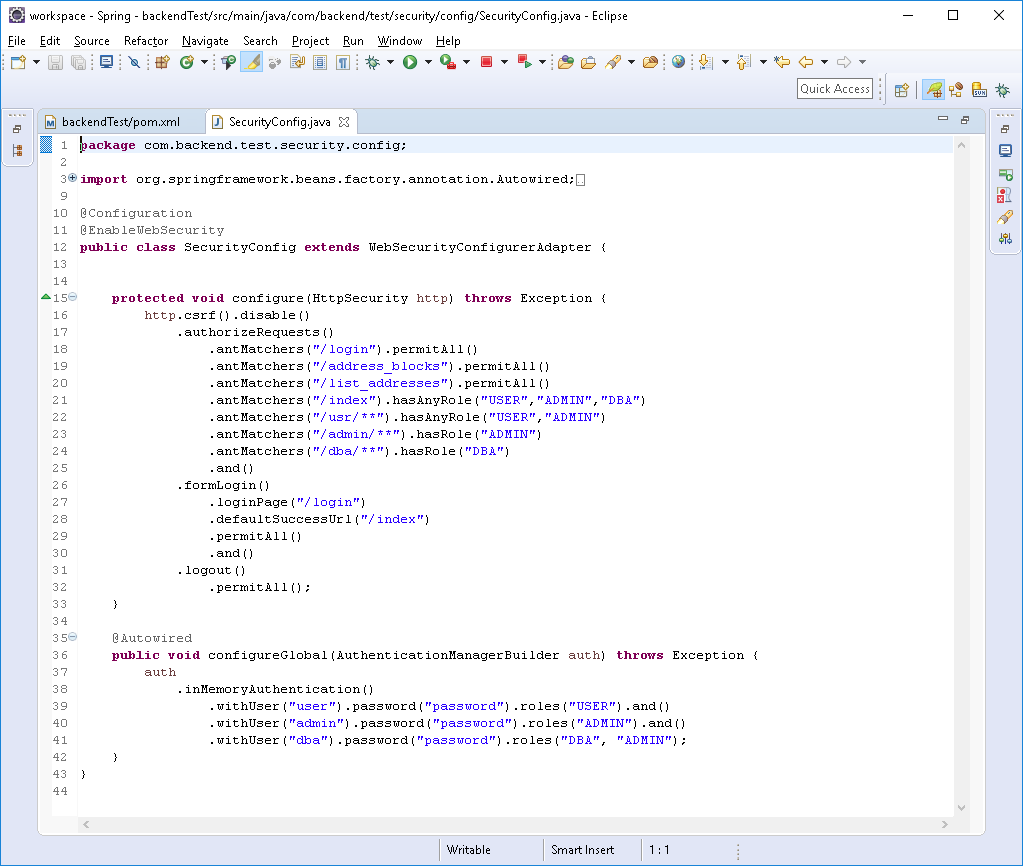 workspace - Spring - backendTest/src/main/java/com/backend/test/security/config/SecurityConfig.java - Eclipse
File Edit Source Refactor Navigate Search Project Run Window Help
Quick Access
backendTest/pom.xml SecurityConfig.java
1 package com.backend.test.security.config;
2
3 import org.springframework.beans.factory.annotation.Autowired;
9
10 @Configuration
11 @EnableWebSecurity
12 public class SecurityConfig extends WebSecurityConfigurerAdapter {
13
14
15 protected void configure(HttpSecurity http) throws Exception {
16 http.csrf().disable()
17 .authorizeRequests()
18 .antMatchers("/login").permitAll()
19 .antMatchers("/address_blocks").permitAll()
20 .antMatchers("/list_addresses").permitAll()
21 .antMatchers("/index").hasAnyRole("USER","ADMIN","DBA")
22 .antMatchers("/usr/**").hasAnyRole("USER","ADMIN")
23 .antMatchers("/admin/**").hasRole("ADMIN")
24 .antMatchers("/dba/**").hasRole("DBA")
25 .and()
26 .formLogin()
27 .loginPage("/login")
28 .defaultSuccessUrl("/index")
29 .permitAll()
30 .and()
31 .logout()
32 .permitAll();
33 }
34
35 @Autowired
36 public void configureGlobal(AuthenticationManagerBuilder auth) throws Exception {
37 auth
38 .inMemoryAuthentication()
39 .withUser("user").password("password").roles("USER").and()
40 .withUser("admin").password("password").roles("ADMIN").and()
41 .withUser("dba").password("password").roles("DBA", "ADMIN");
42 }
43 }
44
Writable Smart Insert 1 : 1